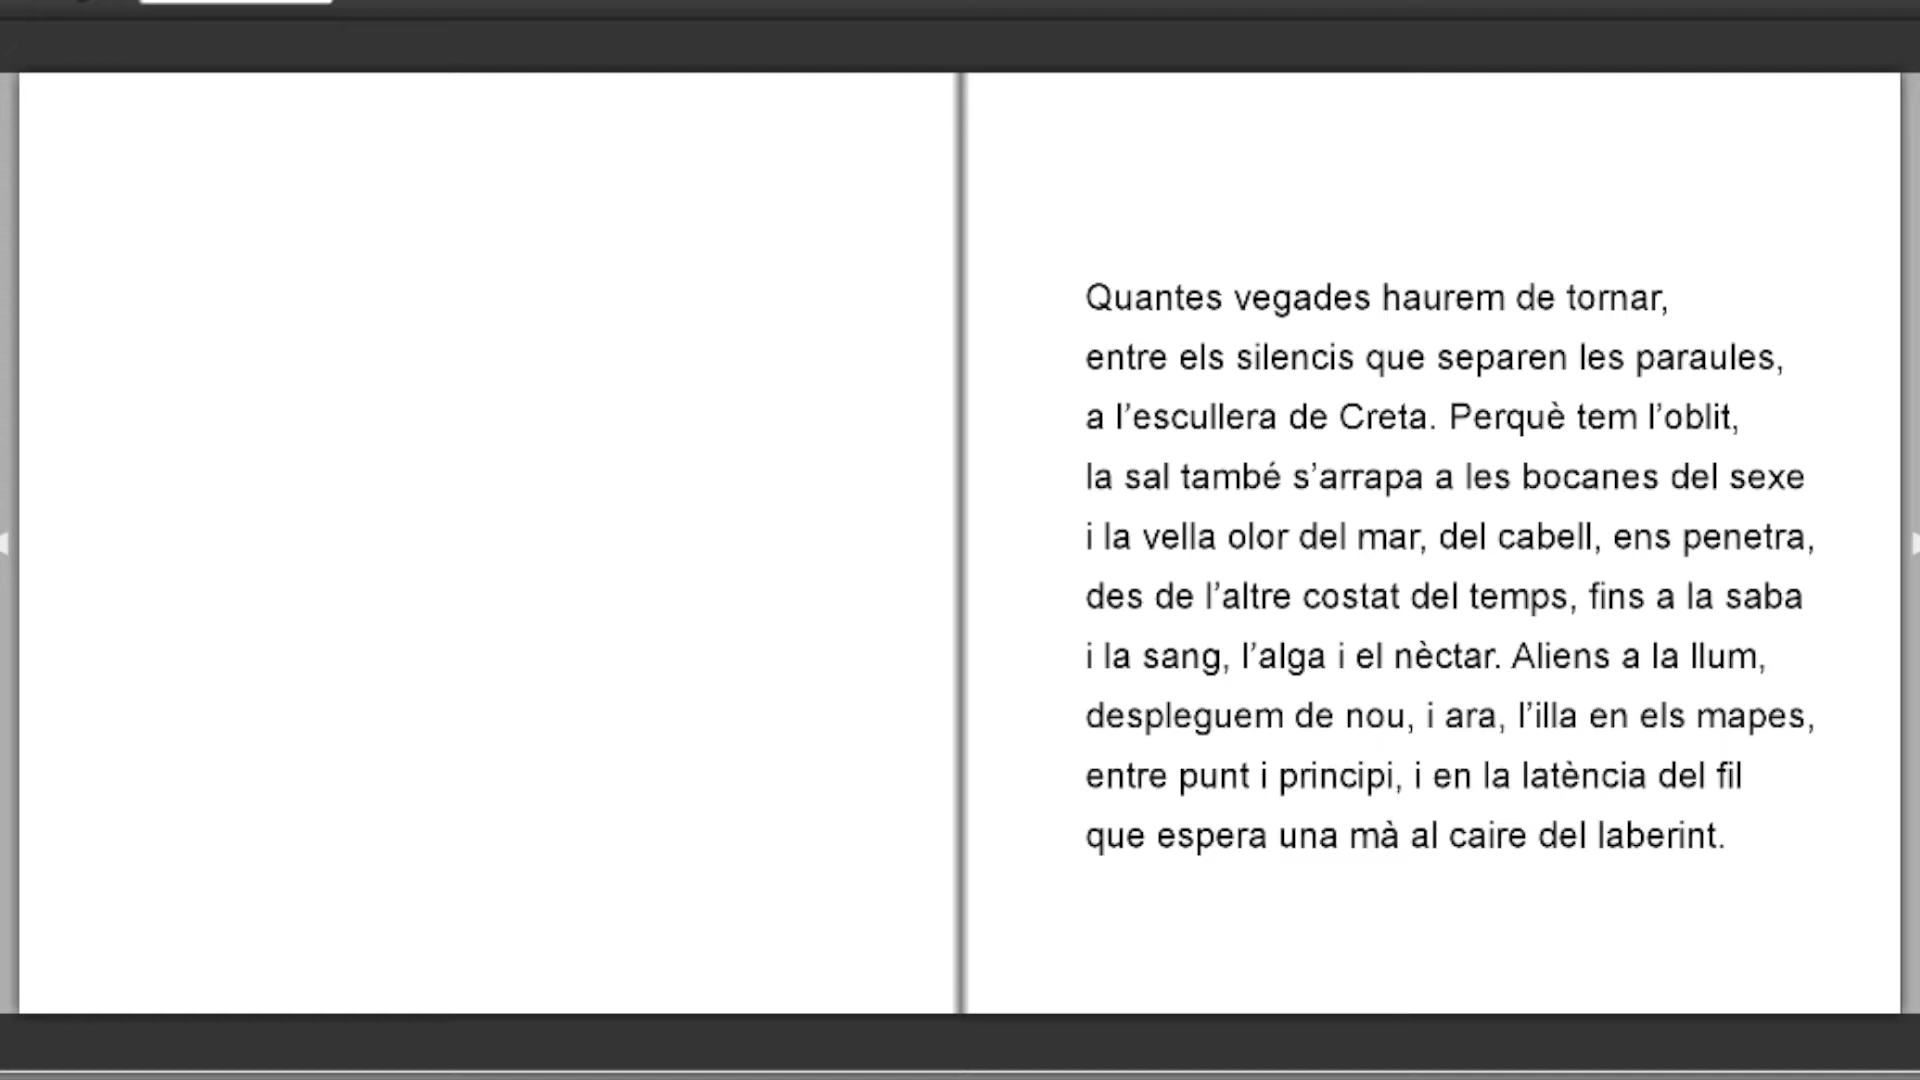 Quantes vegades haurem de tornar,
entre els silencis que separen les paraules,
a l’escullera de Creta. Perquè tem l’oblit,
la sal també s’arrapa a les bocanes del sexe
i la vella olor del mar, del cabell, ens penetra,
des de l’altre costat del temps, fins a la saba
i la sang, l’alga i el nèctar. Aliens a la llum,
despleguem de nou, i ara, l’illa en els mapes,
entre punt i principi, i en la latència del fil
que espera una mà al caire del laberint.